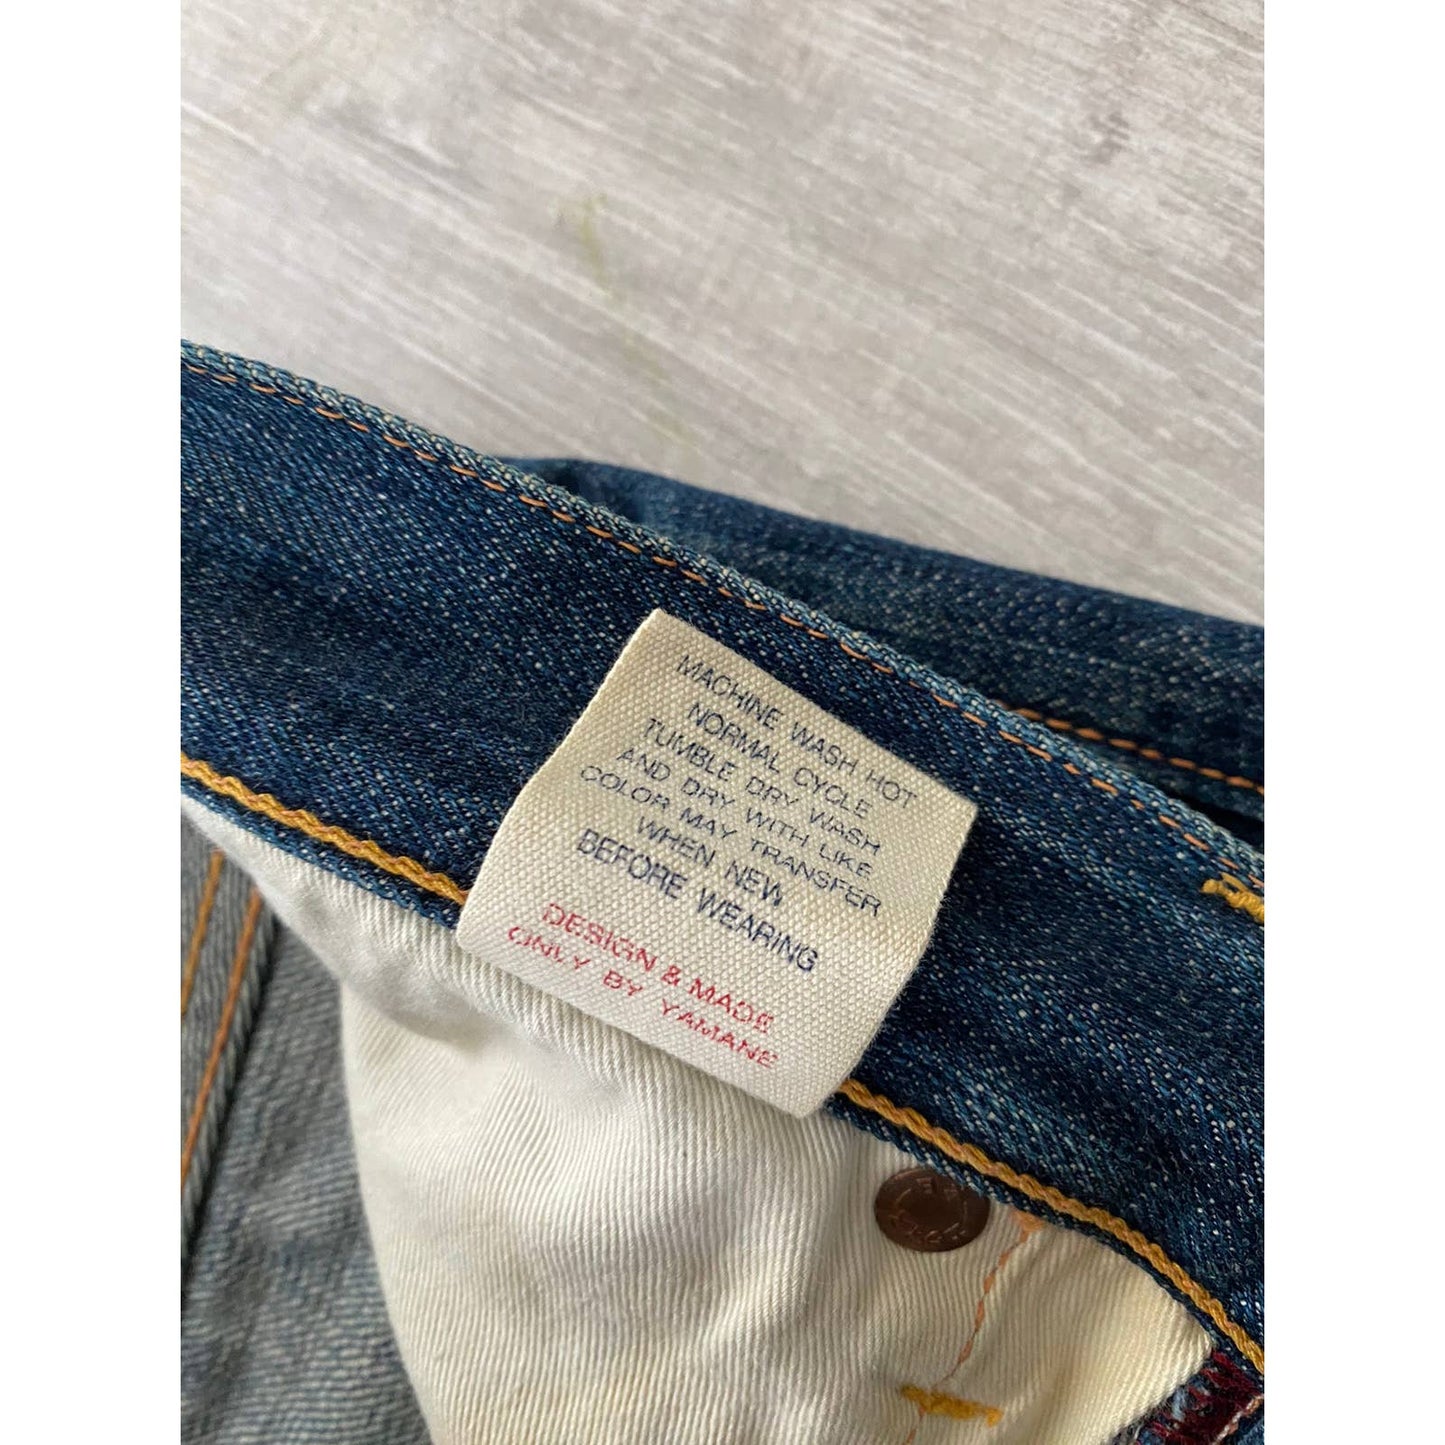 MACHINE WASH HOT
NORMAL CYCLE
TUMBLE DRY WASH
AND DRY WITH LIKE
COLOR MAY TRANSFER
WHEN NEW
BEFORE WEARING
DESIGN & MADE
ONLY BY YAMANE